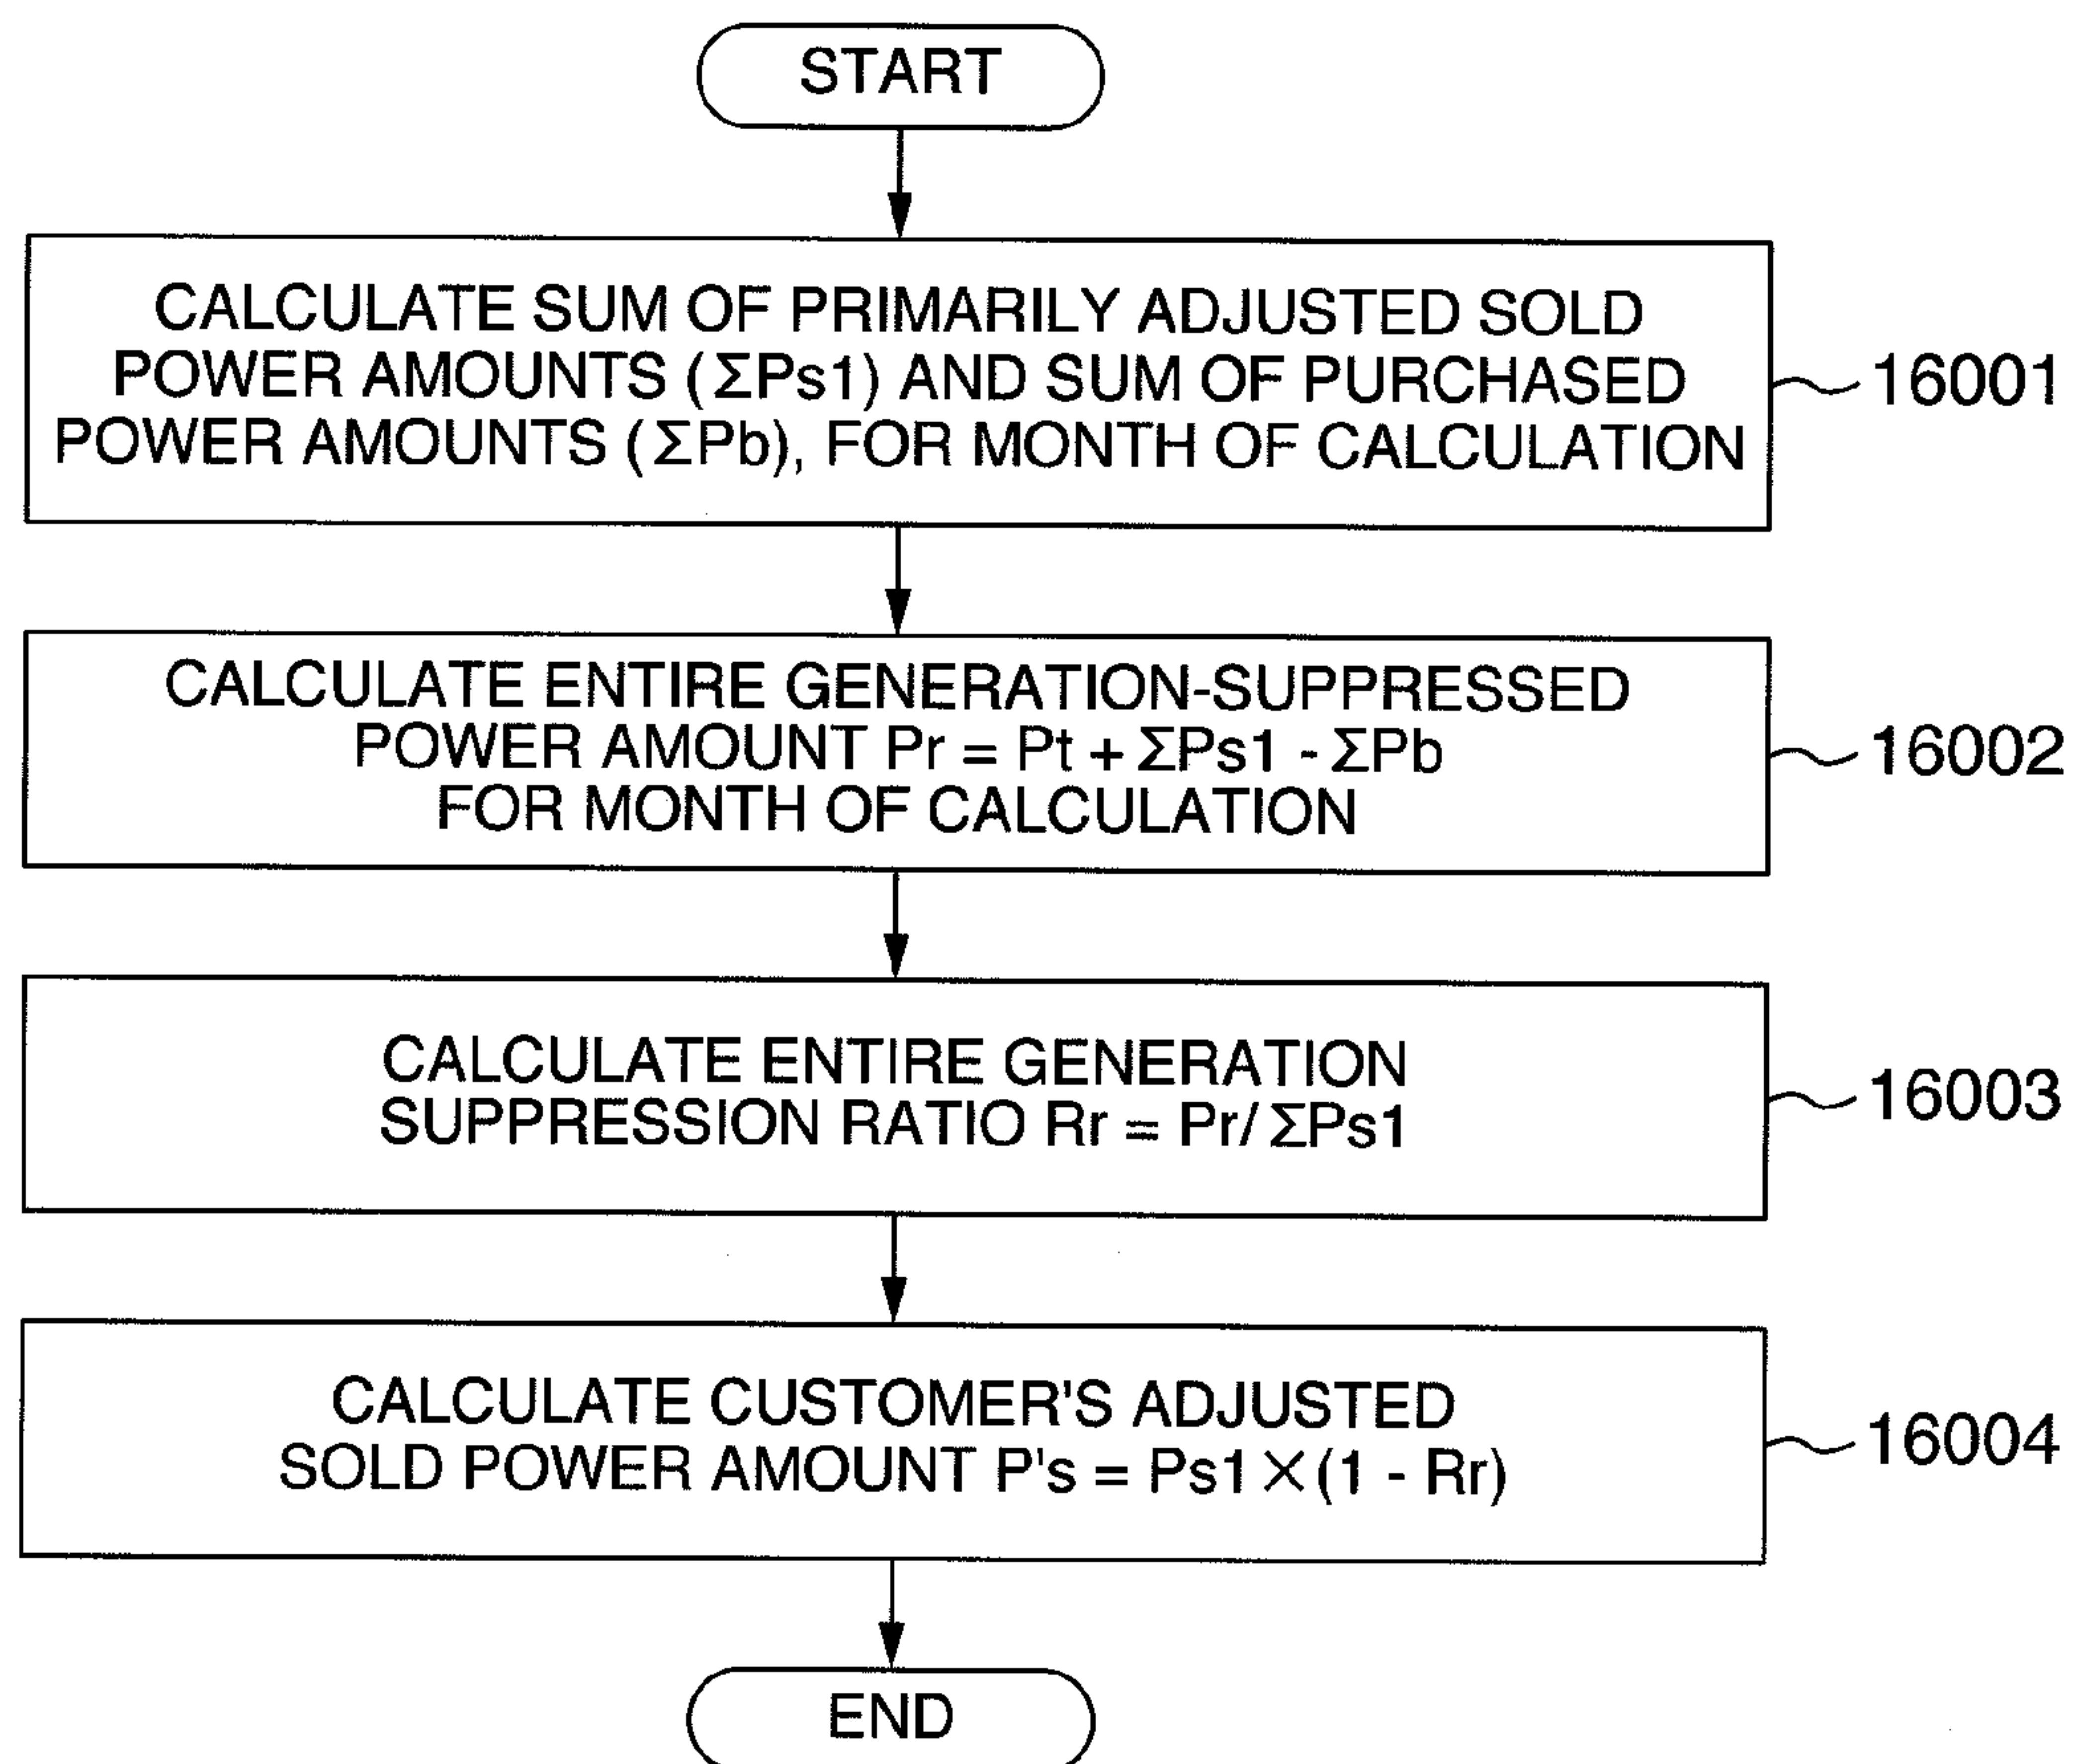 START
CALCULATE SUM OF PRIMARILY ADJUSTED SOLD
POWER AMOUNTS (ΣPs1) AND SUM OF PURCHASED
POWER AMOUNTS (ΣPb), FOR MONTH OF CALCULATION
16001
CALCULATE ENTIRE GENERATION-SUPPRESSED
POWER AMOUNT Pr = Pt + ΣPs1 - ΣPb
FOR MONTH OF CALCULATION
16002
CALCULATE ENTIRE GENERATION
SUPPRESSION RATIO Rr = Pr/ ΣPs1
16003
CALCULATE CUSTOMER'S ADJUSTED
SOLD POWER AMOUNT P's = Ps1×(1 - Rr)
16004
END